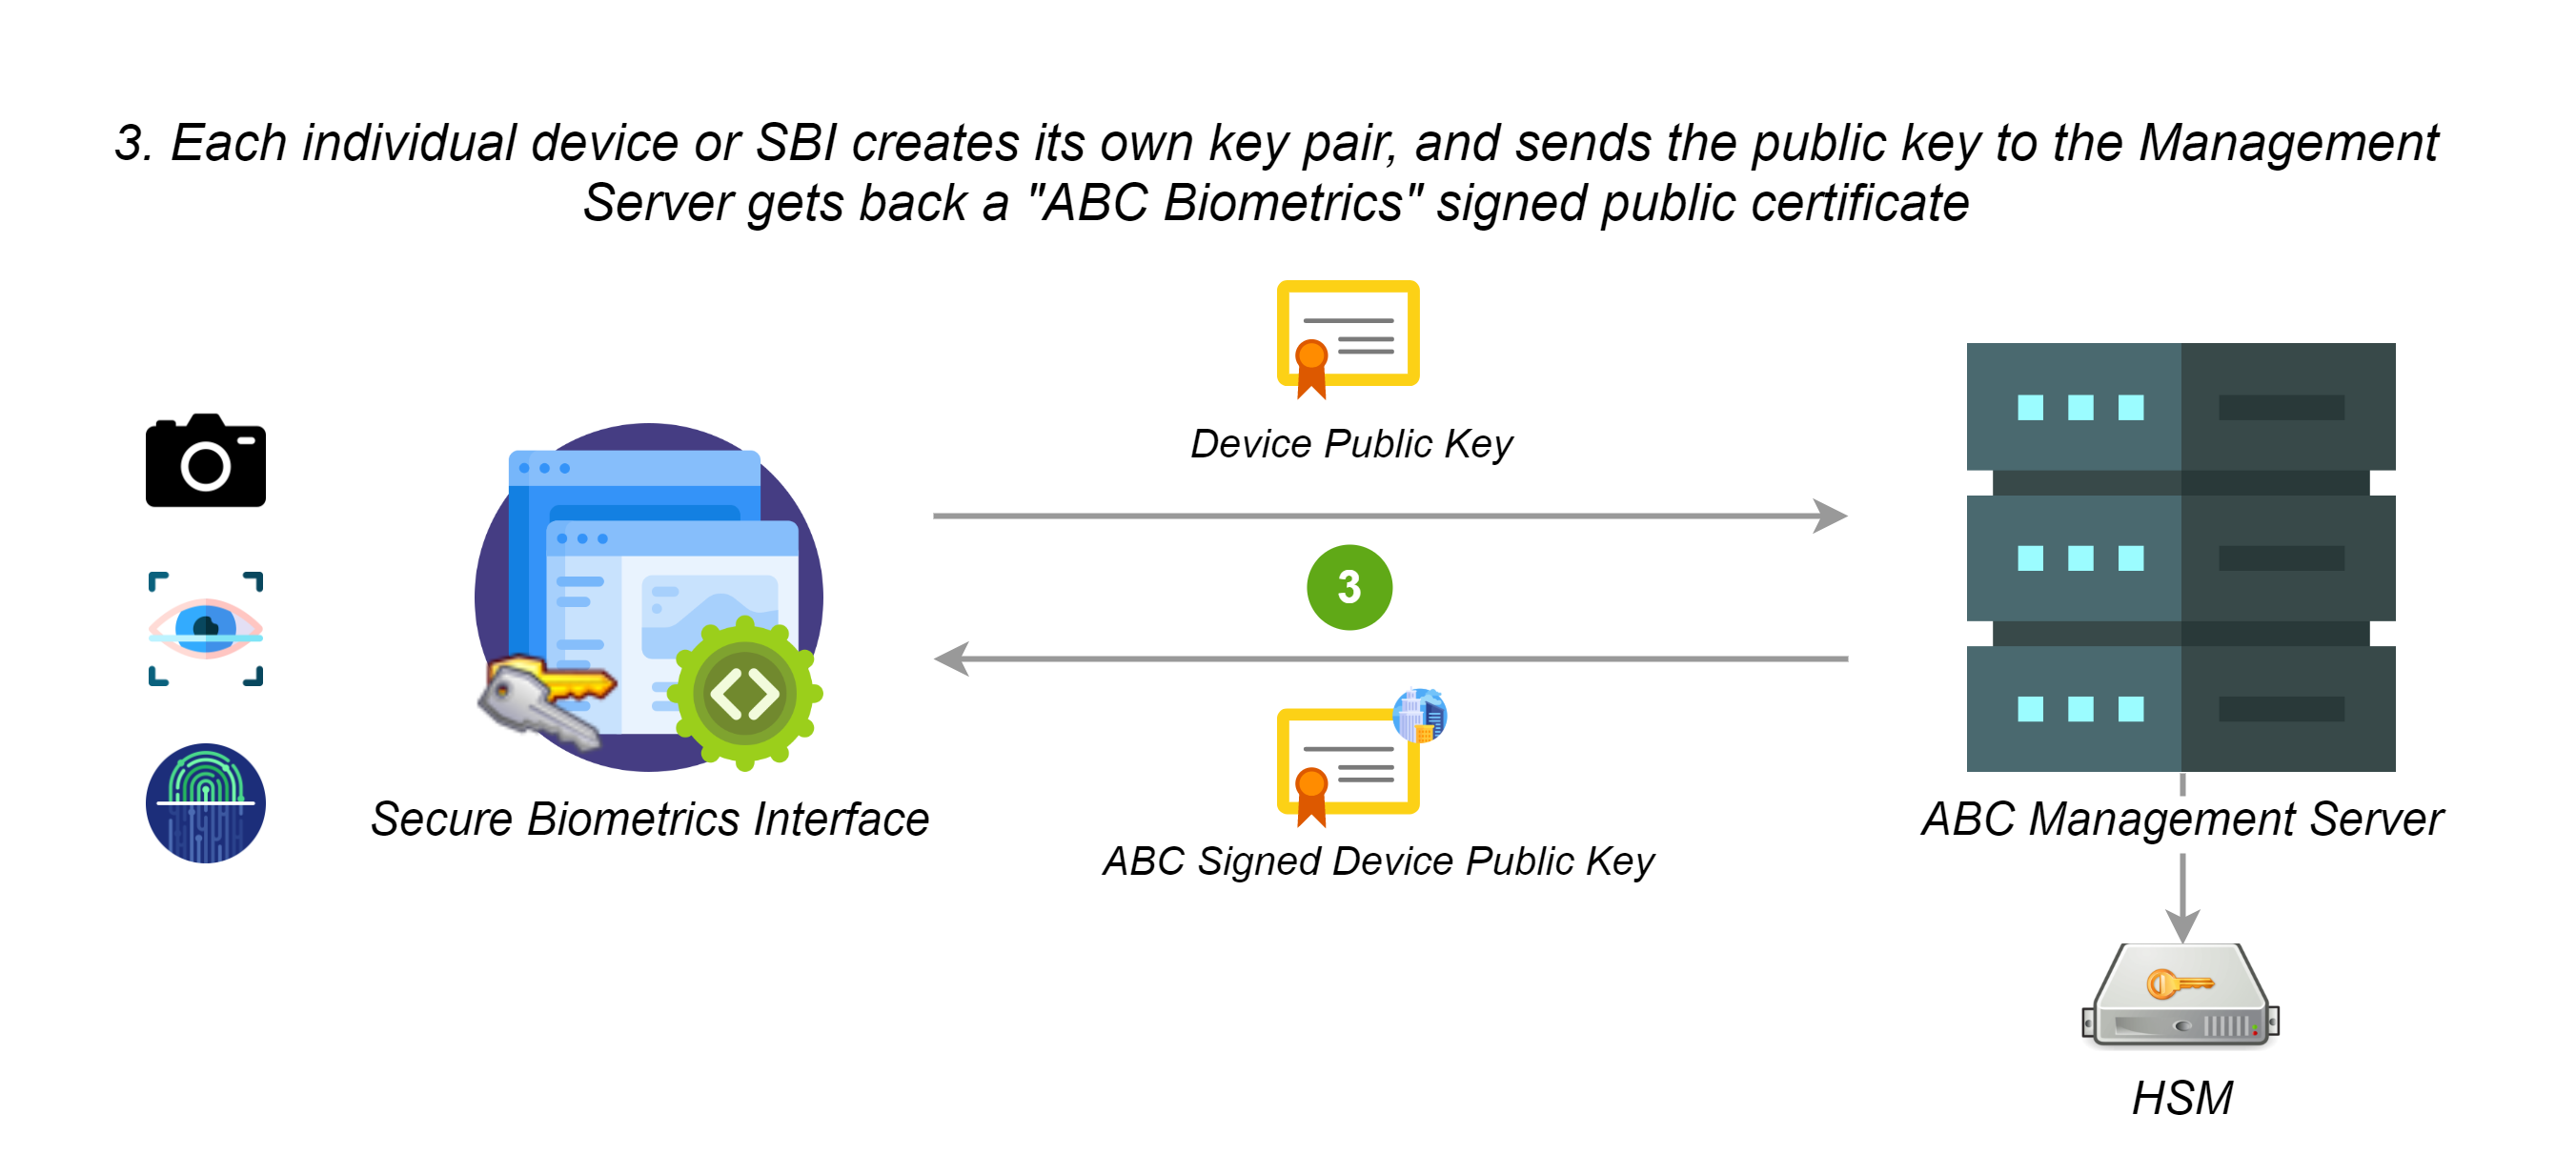 3. Each individual device or SBI creates its own key pair, and sends the public key to the Management
Server gets back a "ABC Biometrics" signed public certificate
Device Public Key
3
Secure Biometrics Interface
ABC Signed Device Public Key
ABC Management Server
HSM